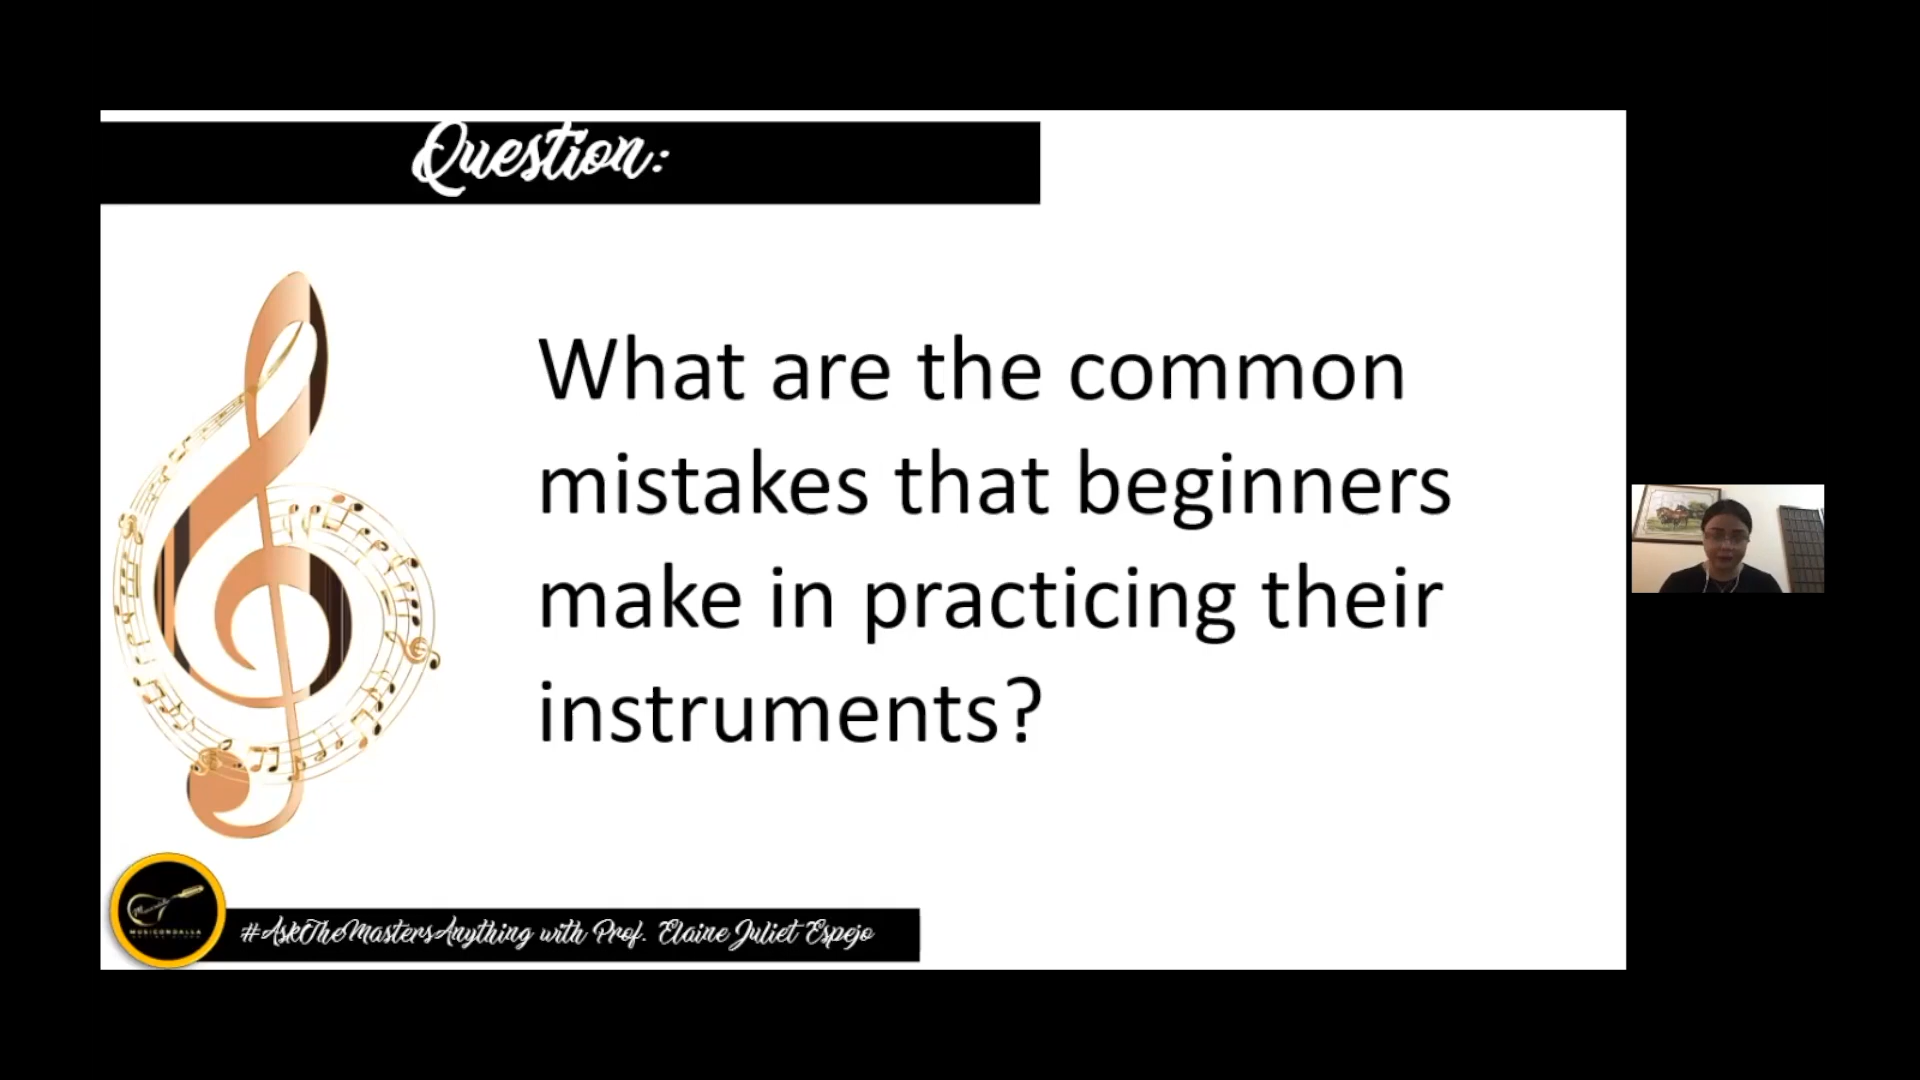 Question:
What are the common
mistakes that beginners
make in practicing their
instruments?
MUSICONDALLA
#AskTheMastersAnything with Prof. Elaine Juliet Espejo